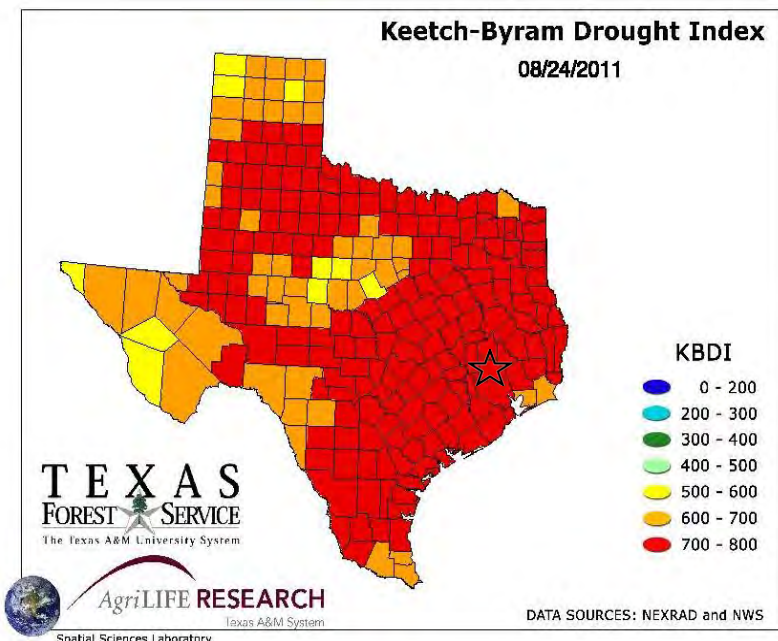 Keetch-Byram Drought Index
08/24/2011
KBDI
0 - 200
200 - 300
300 - 400
400 - 500
500 - 600
600 - 700
700 - 800
TEXAS
FOREST SERVICE
The Texas A&M University System
AgriLIFE RESEARCH
Texas A&M System
Spatial Sciences Laboratory
DATA SOURCES: NEXRAD and NWS